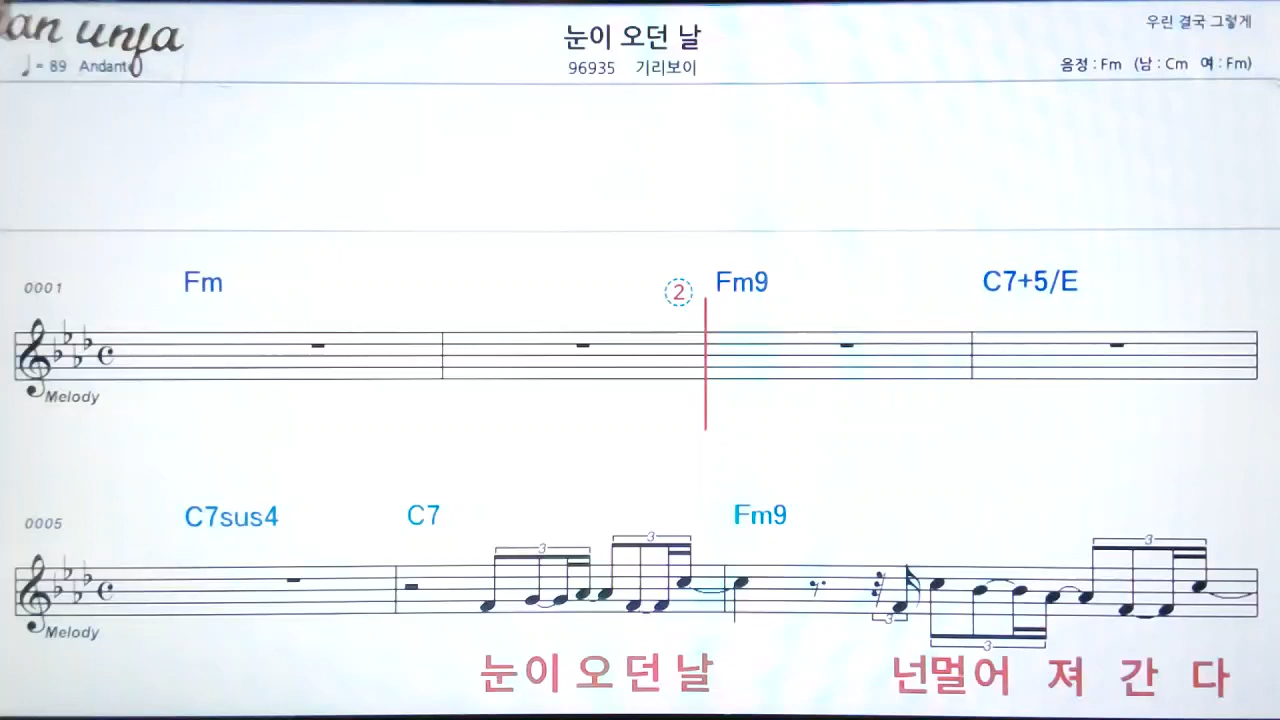 an unfa
눈이 오던 날
우린 결국 그렇게
♩= 89 Andante
96935 기리보이
음정 : Fm (남 : Cm 여 : Fm)
0001 Fm ② Fm9 C7+5/E
Melody
0005 C7sus4 C7 Fm9
3 3 3 3 3
Melody
눈이 오던 날 넌멀어 져 간 다